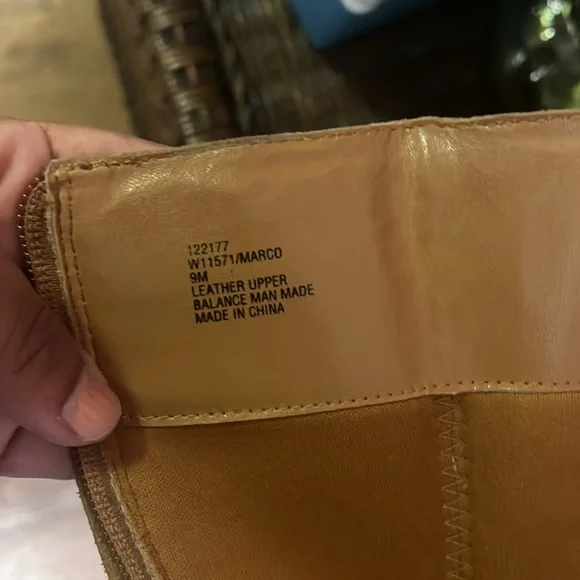 122177
W11571/MARCO
9M
LEATHER UPPER
BALANCE MAN MADE
MADE IN CHINA